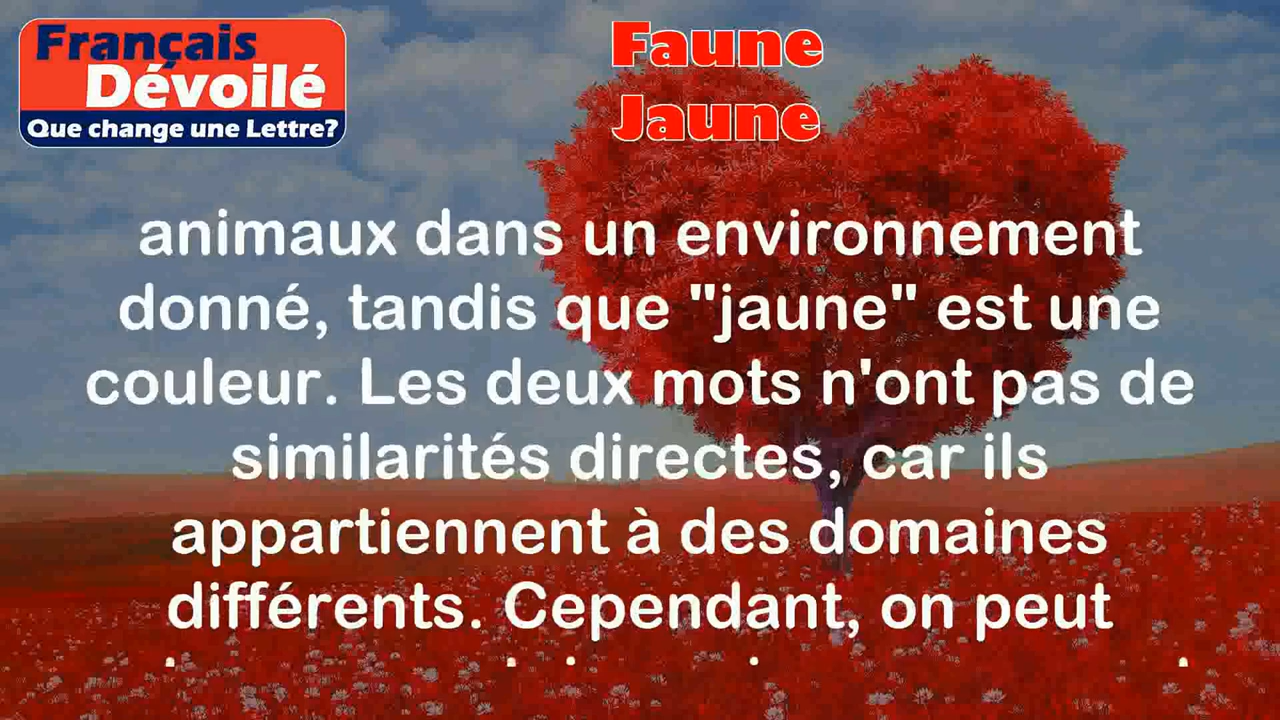 Français
Dévoilé
Que change une Lettre?
Faune
Jaune
animaux dans un environnement
donné, tandis que "jaune" est une
couleur. Les deux mots n'ont pas de
similarités directes, car ils
appartiennent à des domaines
différents. Cependant, on peut